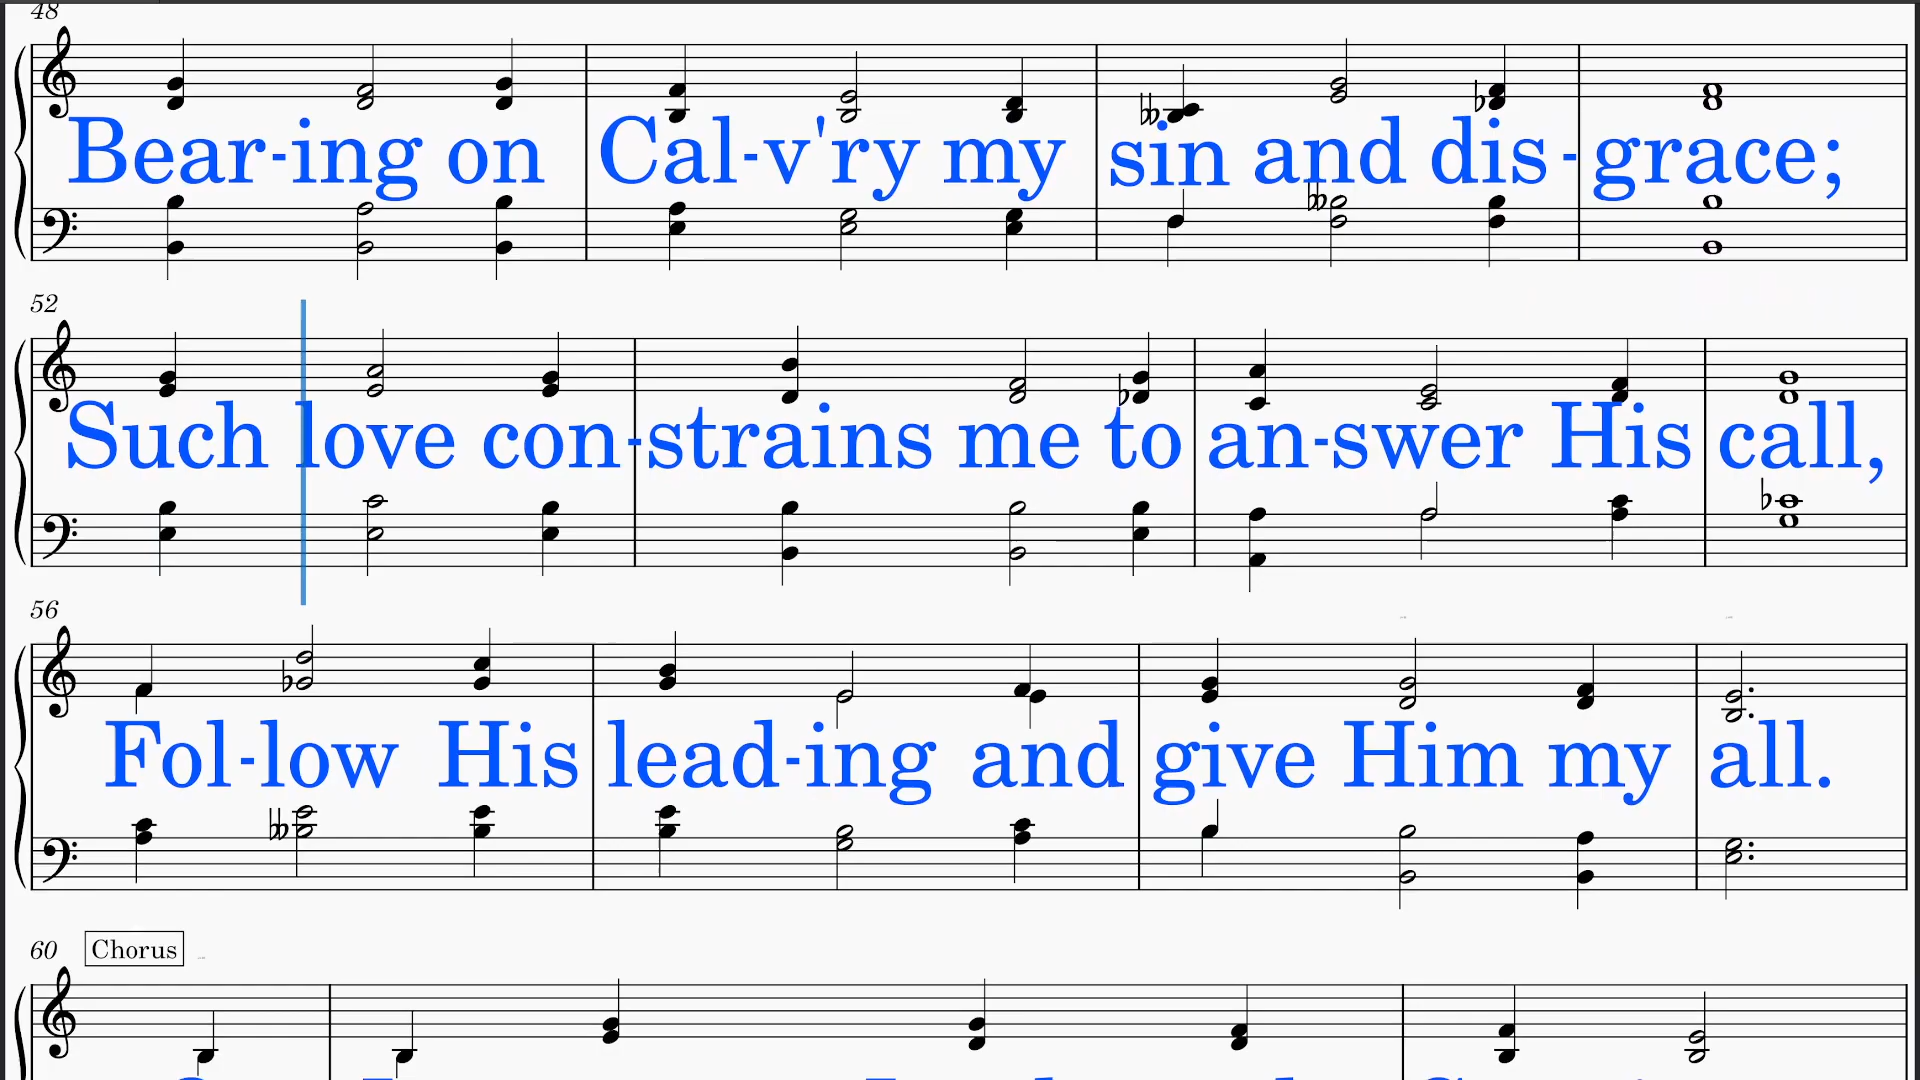 48
Bear-ing on Cal-v'ry my sin and dis-grace;
52
Such love con-strains me to an-swer His call,
56
Fol-low His lead-ing and give Him my all.
60 Chorus